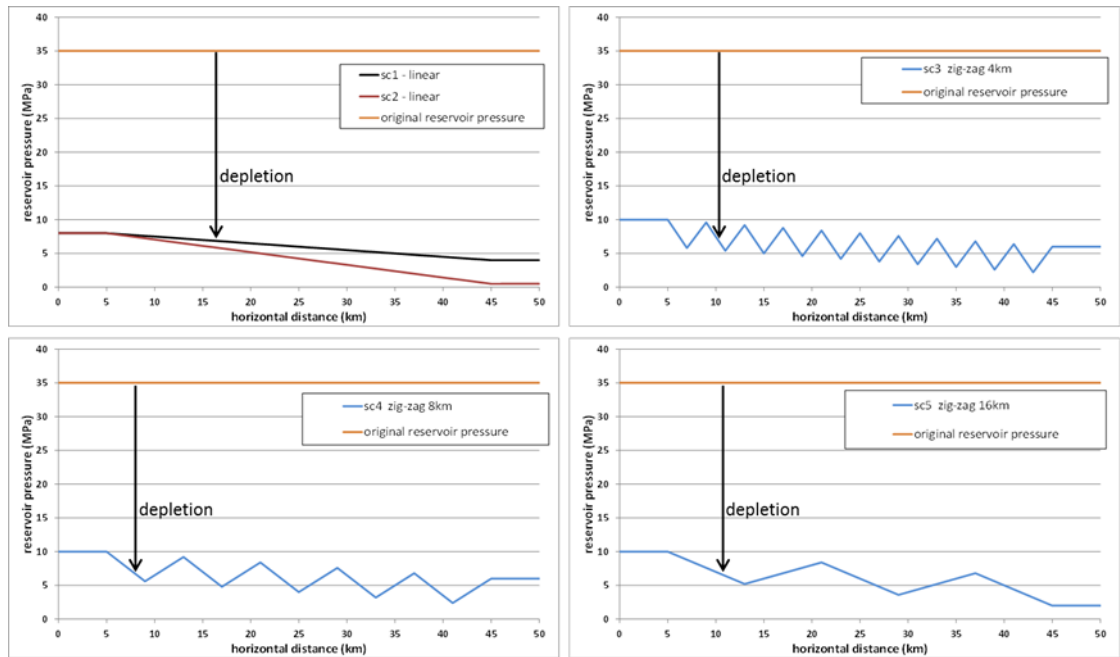 40
35
30
25
20
15
10
5
0
reservoir pressure (MPa)
sc1 - linear
sc2 - linear
original reservoir pressure
depletion
0 5 10 15 20 25 30 35 40 45 50
horizontal distance (km)
40
35
30
25
20
15
10
5
0
reservoir pressure (MPa)
sc3 zig-zag 4km
original reservoir pressure
depletion
0 5 10 15 20 25 30 35 40 45 50
horizontal distance (km)
40
35
30
25
20
15
10
5
0
reservoir pressure (MPa)
sc4 zig-zag 8km
original reservoir pressure
depletion
0 5 10 15 20 25 30 35 40 45 50
horizontal distance (km)
40
35
30
25
20
15
10
5
0
reservoir pressure (MPa)
sc5 zig-zag 16km
original reservoir pressure
depletion
0 5 10 15 20 25 30 35 40 45 50
horizontal distance (km)